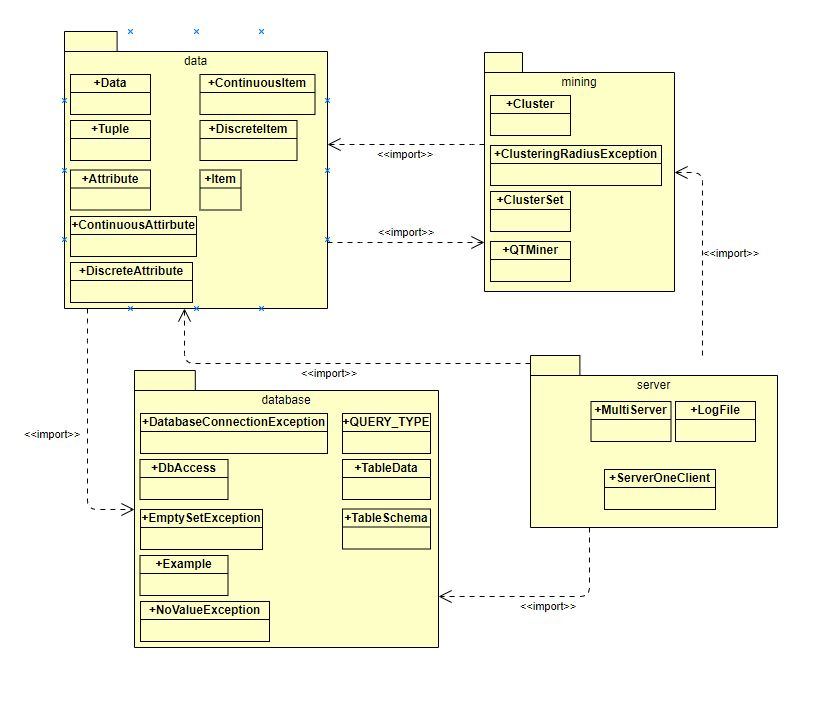 data
+Data
+ContinuousItem
+Tuple
+DiscreteItem
+Attribute
+Item
+ContinuousAttirbute
+DiscreteAttribute
mining
+Cluster
+ClusteringRadiusException
+ClusterSet
+QTMiner
<<import>>
<<import>>
<<import>>
<<import>>
<<import>>
database
+DatabaseConnectionException
+QUERY_TYPE
+DbAccess
+TableData
+EmptySetException
+TableSchema
+Example
+NoValueException
server
+MultiServer
+LogFile
+ServerOneClient
<<import>>